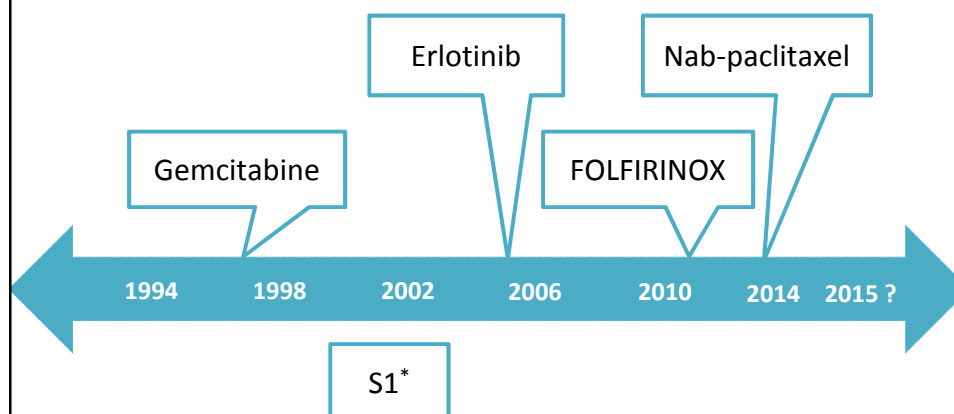 Erlotinib
Nab-paclitaxel
Gemcitabine
FOLFIRINOX
1994 1998 2002 2006 2010 2014 2015 ?
S1*